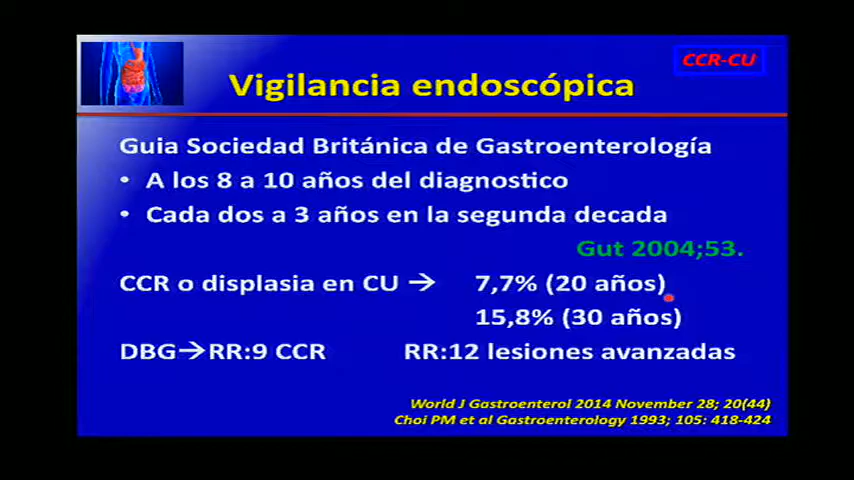 CCR-CU
Vigilancia endoscópica
Guia Sociedad Británica de Gastroenterología
• A los 8 a 10 años del diagnostico
• Cada dos a 3 años en la segunda decada
Gut 2004;53.
CCR o displasia en CU → 7,7% (20 años)
15,8% (30 años)
DBG→RR:9 CCR RR:12 lesiones avanzadas
World J Gastroenterol 2014 November 28; 20(44)
Choi PM et al Gastroenterology 1993; 105: 418-424